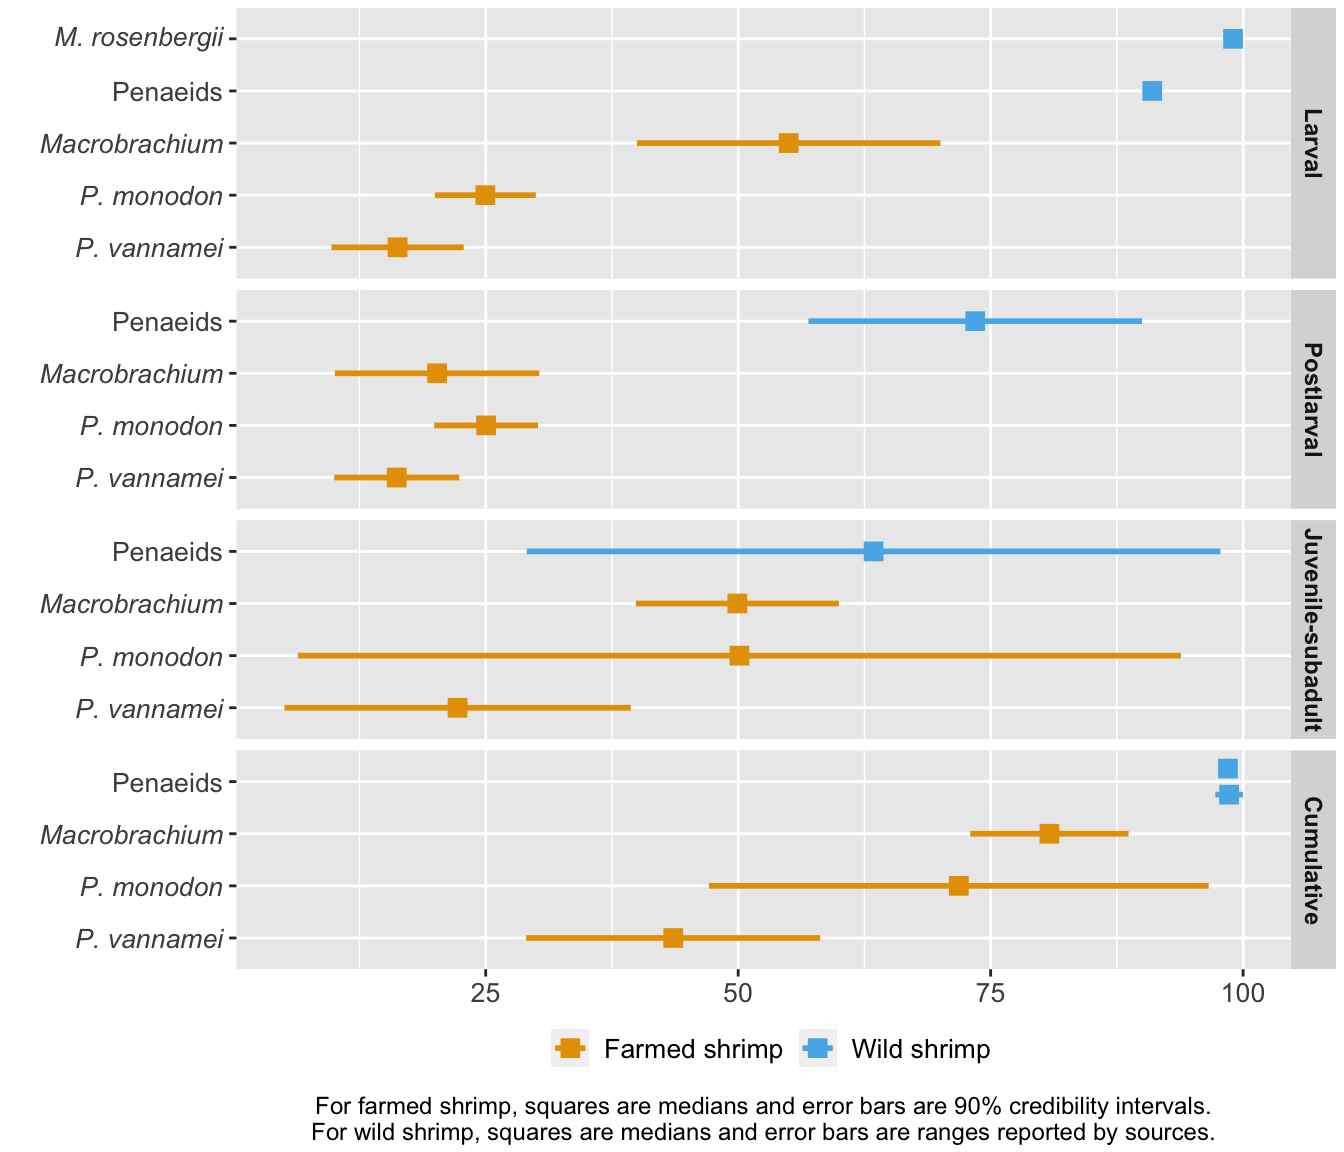 M. rosenbergii
Penaeids
Macrobrachium
P. monodon
P. vannamei
Larval
Penaeids
Macrobrachium
P. monodon
P. vannamei
Postlarval
Penaeids
Macrobrachium
P. monodon
P. vannamei
Juvenile-subadult
Penaeids
Macrobrachium
P. monodon
P. vannamei
Cumulative
25 50 75 100
Farmed shrimp Wild shrimp
For farmed shrimp, squares are medians and error bars are 90% credibility intervals.
For wild shrimp, squares are medians and error bars are ranges reported by sources.